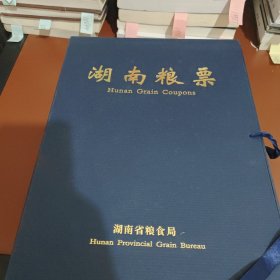 湖南粮票
Hunan Grain Coupons
湖南省粮食局
Hunan Provincial Grain Bureau